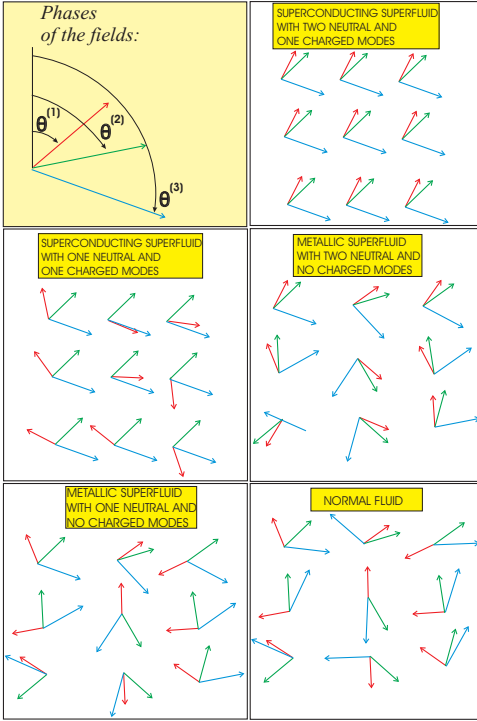 Phases
of the fields:
θ(1)
θ(2)
θ(3)
SUPERCONDUCTING SUPERFLUID
WITH TWO NEUTRAL AND
ONE CHARGED MODES
SUPERCONDUCTING SUPERFLUID
WITH ONE NEUTRAL AND
ONE CHARGED MODES
METALLIC SUPERFLUID
WITH TWO NEUTRAL AND
NO CHARGED MODES
METALLIC SUPERFLUID
WITH ONE NEUTRAL AND
NO CHARGED MODES
NORMAL FLUID